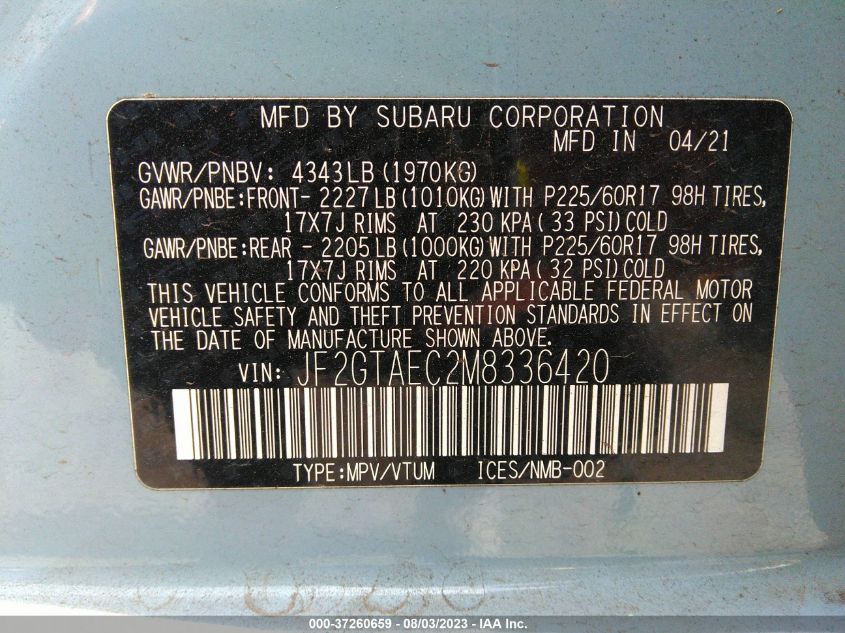 MFD BY SUBARU CORPORATION
MFD IN 04/21
GVWR/PNBV: 4343LB(1970KG)
GAWR/PNBE:FRONT- 2227LB(1010KG)WITH P225/60R17 98H TIRES,
17X7J RIMS AT 230 KPA( 33 PSI)COLD
GAWR/PNBE:REAR - 2205LB(1000KG)WITH P225/60R17 98H TIRES,
17X7J RIMS AT 220 KPA( 32 PSI)COLD
THIS VEHICLE CONFORMS TO ALL APPLICABLE FEDERAL MOTOR
VEHICLE SAFETY AND THEFT PREVENTION STANDARDS IN EFFECT
ON THE DATE OF MANUFACTURE SHOWN ABOVE.
VIN: JF2GTAEC2M8336420
TYPE:MPV/VTUM ICES/NMB-002
000-37260659 - 08/03/2023 - IAA Inc.